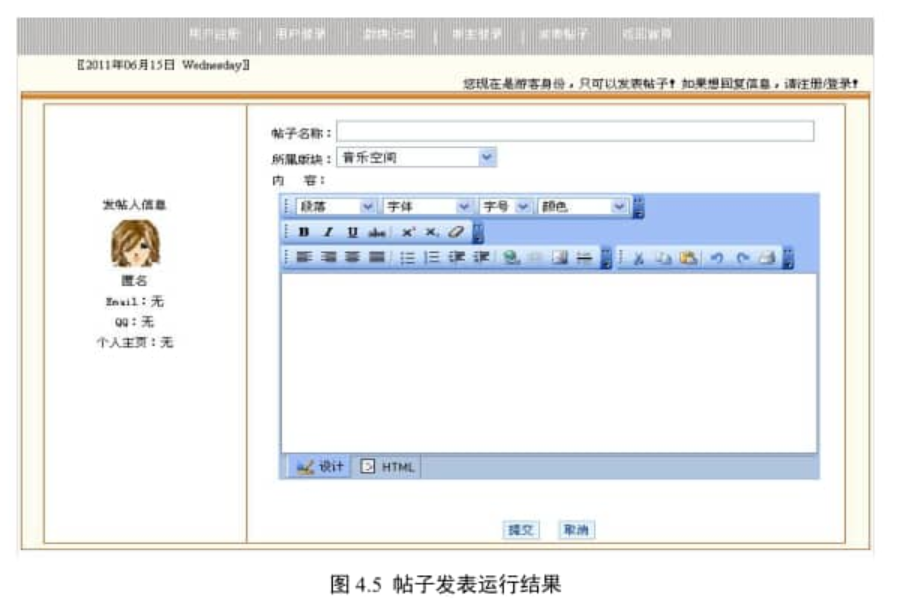 用户注册 | 用户登录 | | 版主登录 | 发表帖子 返回首页
〖2011年06月15日 Wednesday〗
您现在是游客身份，只可以发表帖子！如果想回复信息，请注册/登录！
帖子名称：
所属版块：音乐空间
内 容：
发帖人信息
匿名
Email：无
QQ：无
个人主页：无
段落 字体 字号 颜色
B I U abc x² x₂
设计 HTML
提交 取消
图 4.5 帖子发表运行结果